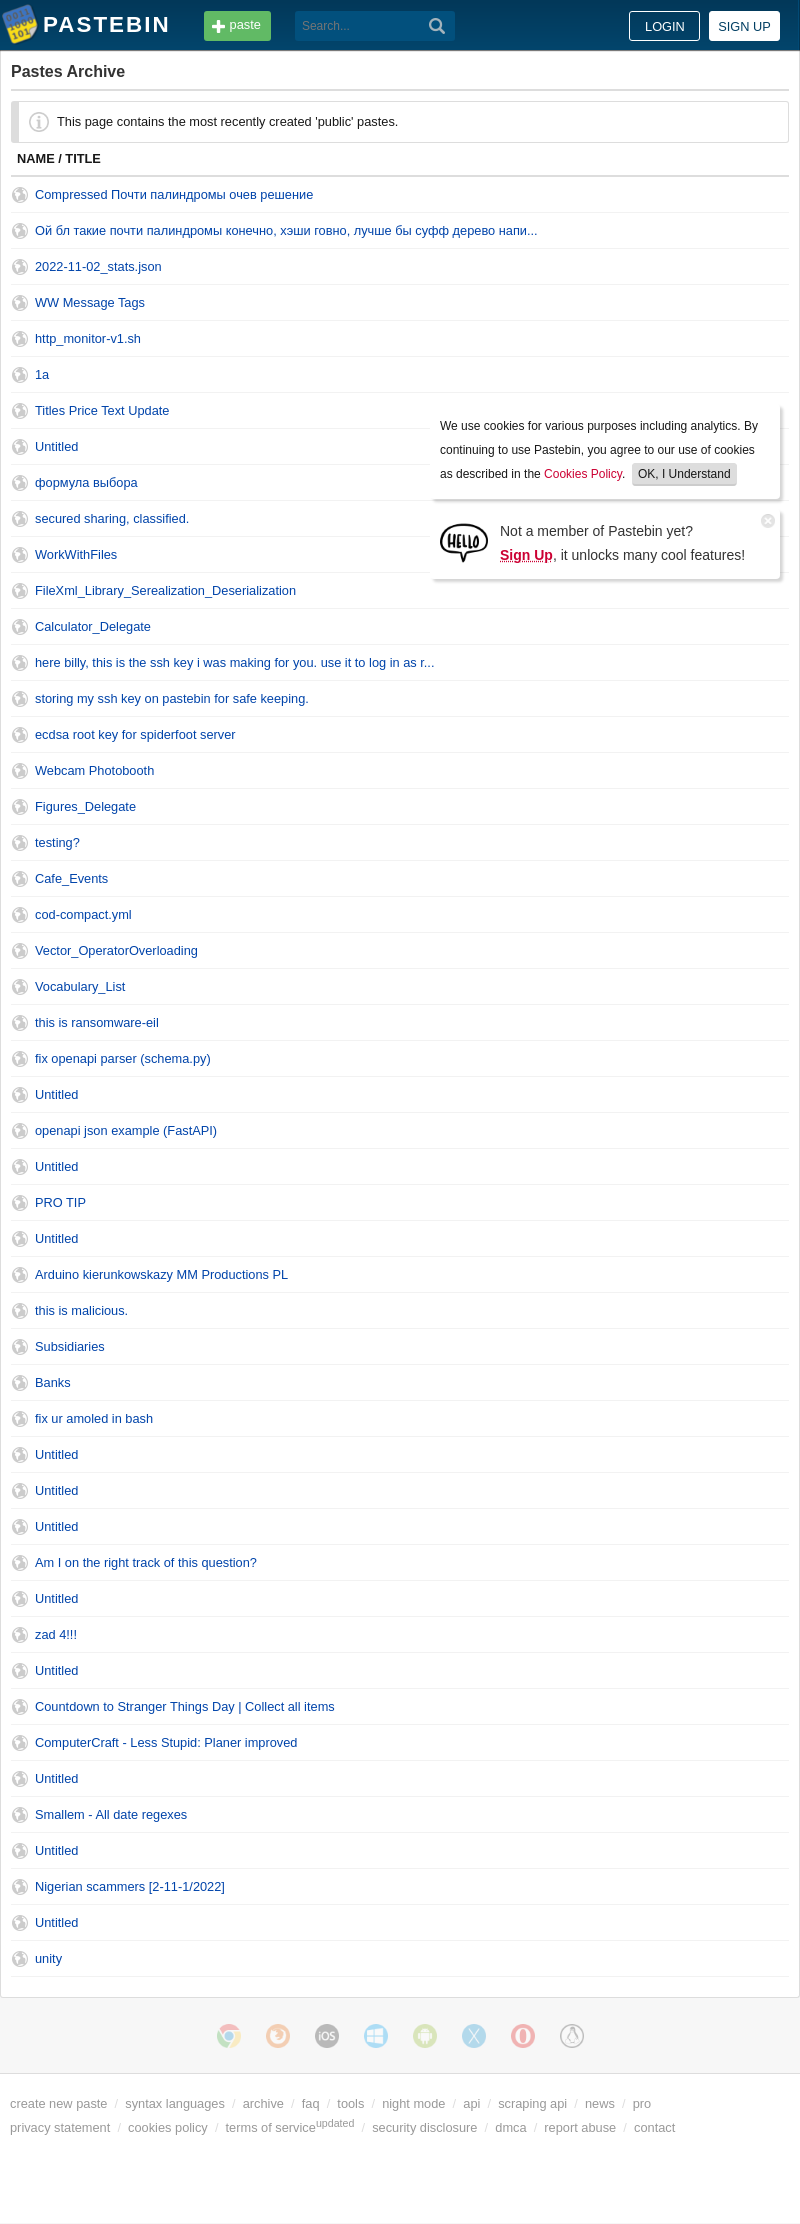 PASTEBIN
paste
Search...
LOGIN
SIGN UP
Pastes Archive
This page contains the most recently created 'public' pastes.
NAME / TITLE
Compressed Почти палиндромы очев решение
Ой бл такие почти палиндромы конечно, хэши говно, лучше бы суфф дерево напи...
2022-11-02_stats.json
WW Message Tags
http_monitor-v1.sh
1a
Titles Price Text Update
Untitled
формула выбора
secured sharing, classified.
WorkWithFiles
FileXml_Library_Serealization_Deserialization
We use cookies for various purposes including analytics. By
continuing to use Pastebin, you agree to our use of cookies
as described in the Cookies Policy. OK, I Understand
HELLO
Not a member of Pastebin yet?
Sign Up, it unlocks many cool features!
Calculator_Delegate
here billy, this is the ssh key i was making for you. use it to log in as r...
storing my ssh key on pastebin for safe keeping.
ecdsa root key for spiderfoot server
Webcam Photobooth
Figures_Delegate
testing?
Cafe_Events
cod-compact.yml
Vector_OperatorOverloading
Vocabulary_List
this is ransomware-eil
fix openapi parser (schema.py)
Untitled
openapi json example (FastAPI)
Untitled
PRO TIP
Untitled
Arduino kierunkowskazy MM Productions PL
this is malicious.
Subsidiaries
Banks
fix ur amoled in bash
Untitled
Untitled
Untitled
Am I on the right track of this question?
Untitled
zad 4!!!
Untitled
Countdown to Stranger Things Day | Collect all items
ComputerCraft - Less Stupid: Planer improved
Untitled
Smallem - All date regexes
Untitled
Nigerian scammers [2-11-1/2022]
Untitled
unity
iOS
create new paste / syntax languages / archive / faq / tools / night mode / api / scraping api / news / pro
privacy statement / cookies policy / terms of service updated / security disclosure / dmca / report abuse / contact